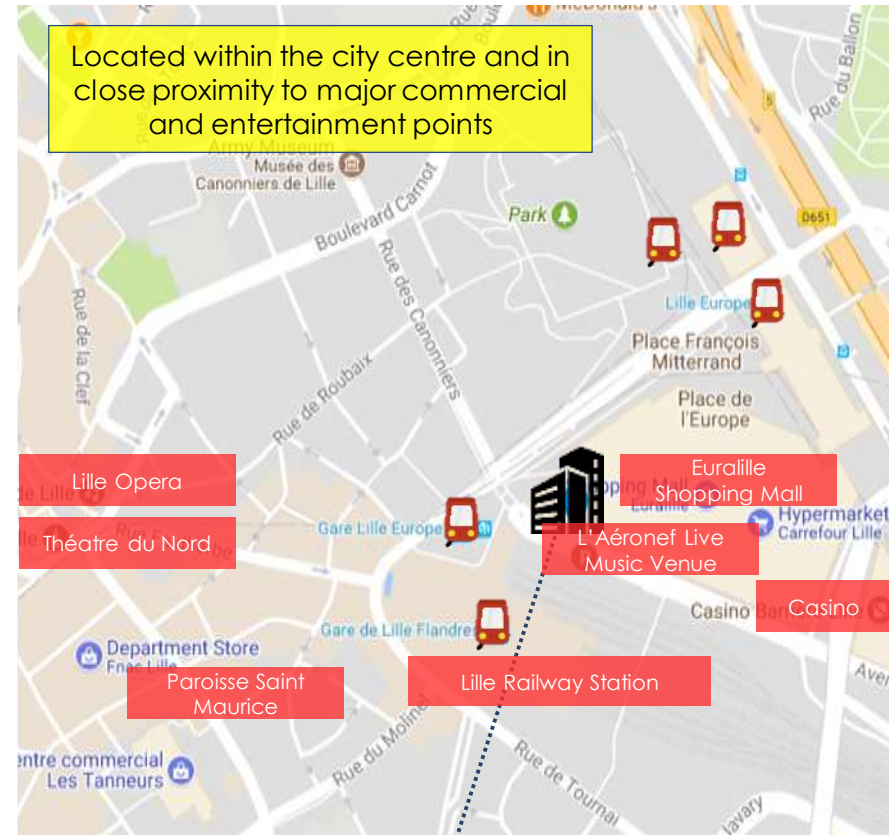 McDonald's
Located within the city centre and in
close proximity to major commercial
and entertainment points
Rue du Ballon
5
Army Museum
Musée des
Canonniers de Lille
Boulevard Carnot
Park
D651
Rue des Canonniers
Lille Europe
Rue de la Clef
Place François
Mitterrand
Rue de Roubaix
Place de
l'Europe
Lille Opera
Euralille
Shopping Mall
Euralille
Hypermarket
Carrefour Lille
Gare Lille Europe
Théatre du Nord
L'Aéronef Live
Music Venue
Casino
Casino
Gare de Lille Flandres
Department Store
Fnac Lille
Paroisse Saint
Maurice
Lille Railway Station
Rue du Molinel
Rue de Tournai
Les Tanneurs